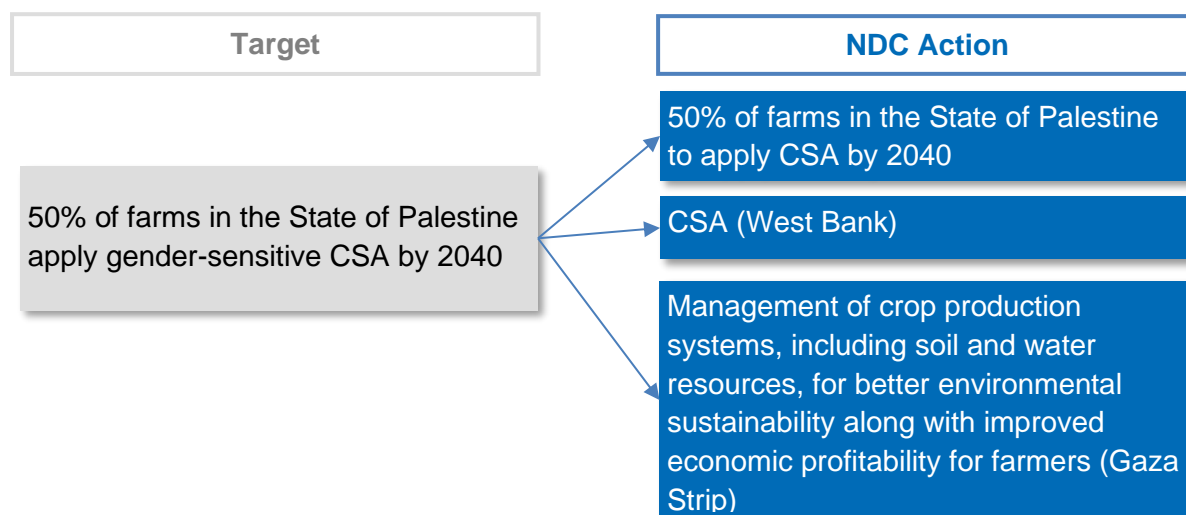 Target
NDC Action
50% of farms in the State of Palestine
apply gender-sensitive CSA by 2040
50% of farms in the State of Palestine
to apply CSA by 2040
CSA (West Bank)
Management of crop production
systems, including soil and water
resources, for better environmental
sustainability along with improved
economic profitability for farmers (Gaza
Strip)